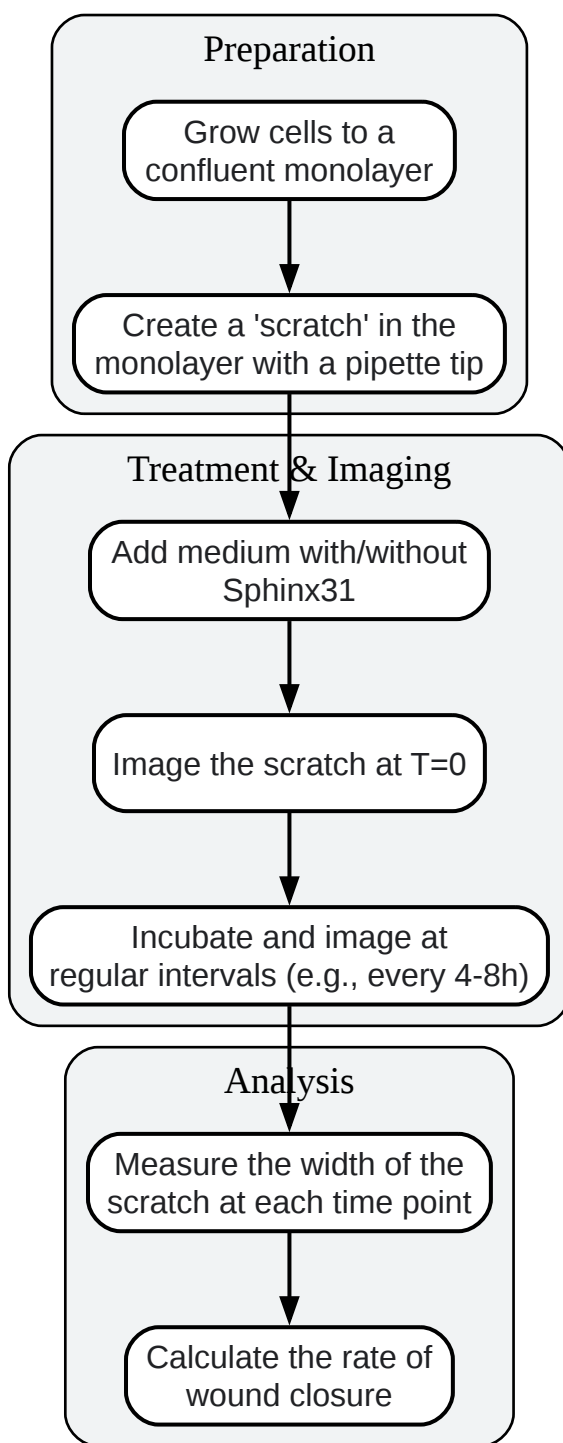 Preparation
Grow cells to a
confluent monolayer
Create a 'scratch' in the
monolayer with a pipette tip
Treatment & Imaging
Add medium with/without
Sphinx31
Image the scratch at T=0
Incubate and image at
regular intervals (e.g., every 4-8h)
Analysis
Measure the width of the
scratch at each time point
Calculate the rate of
wound closure